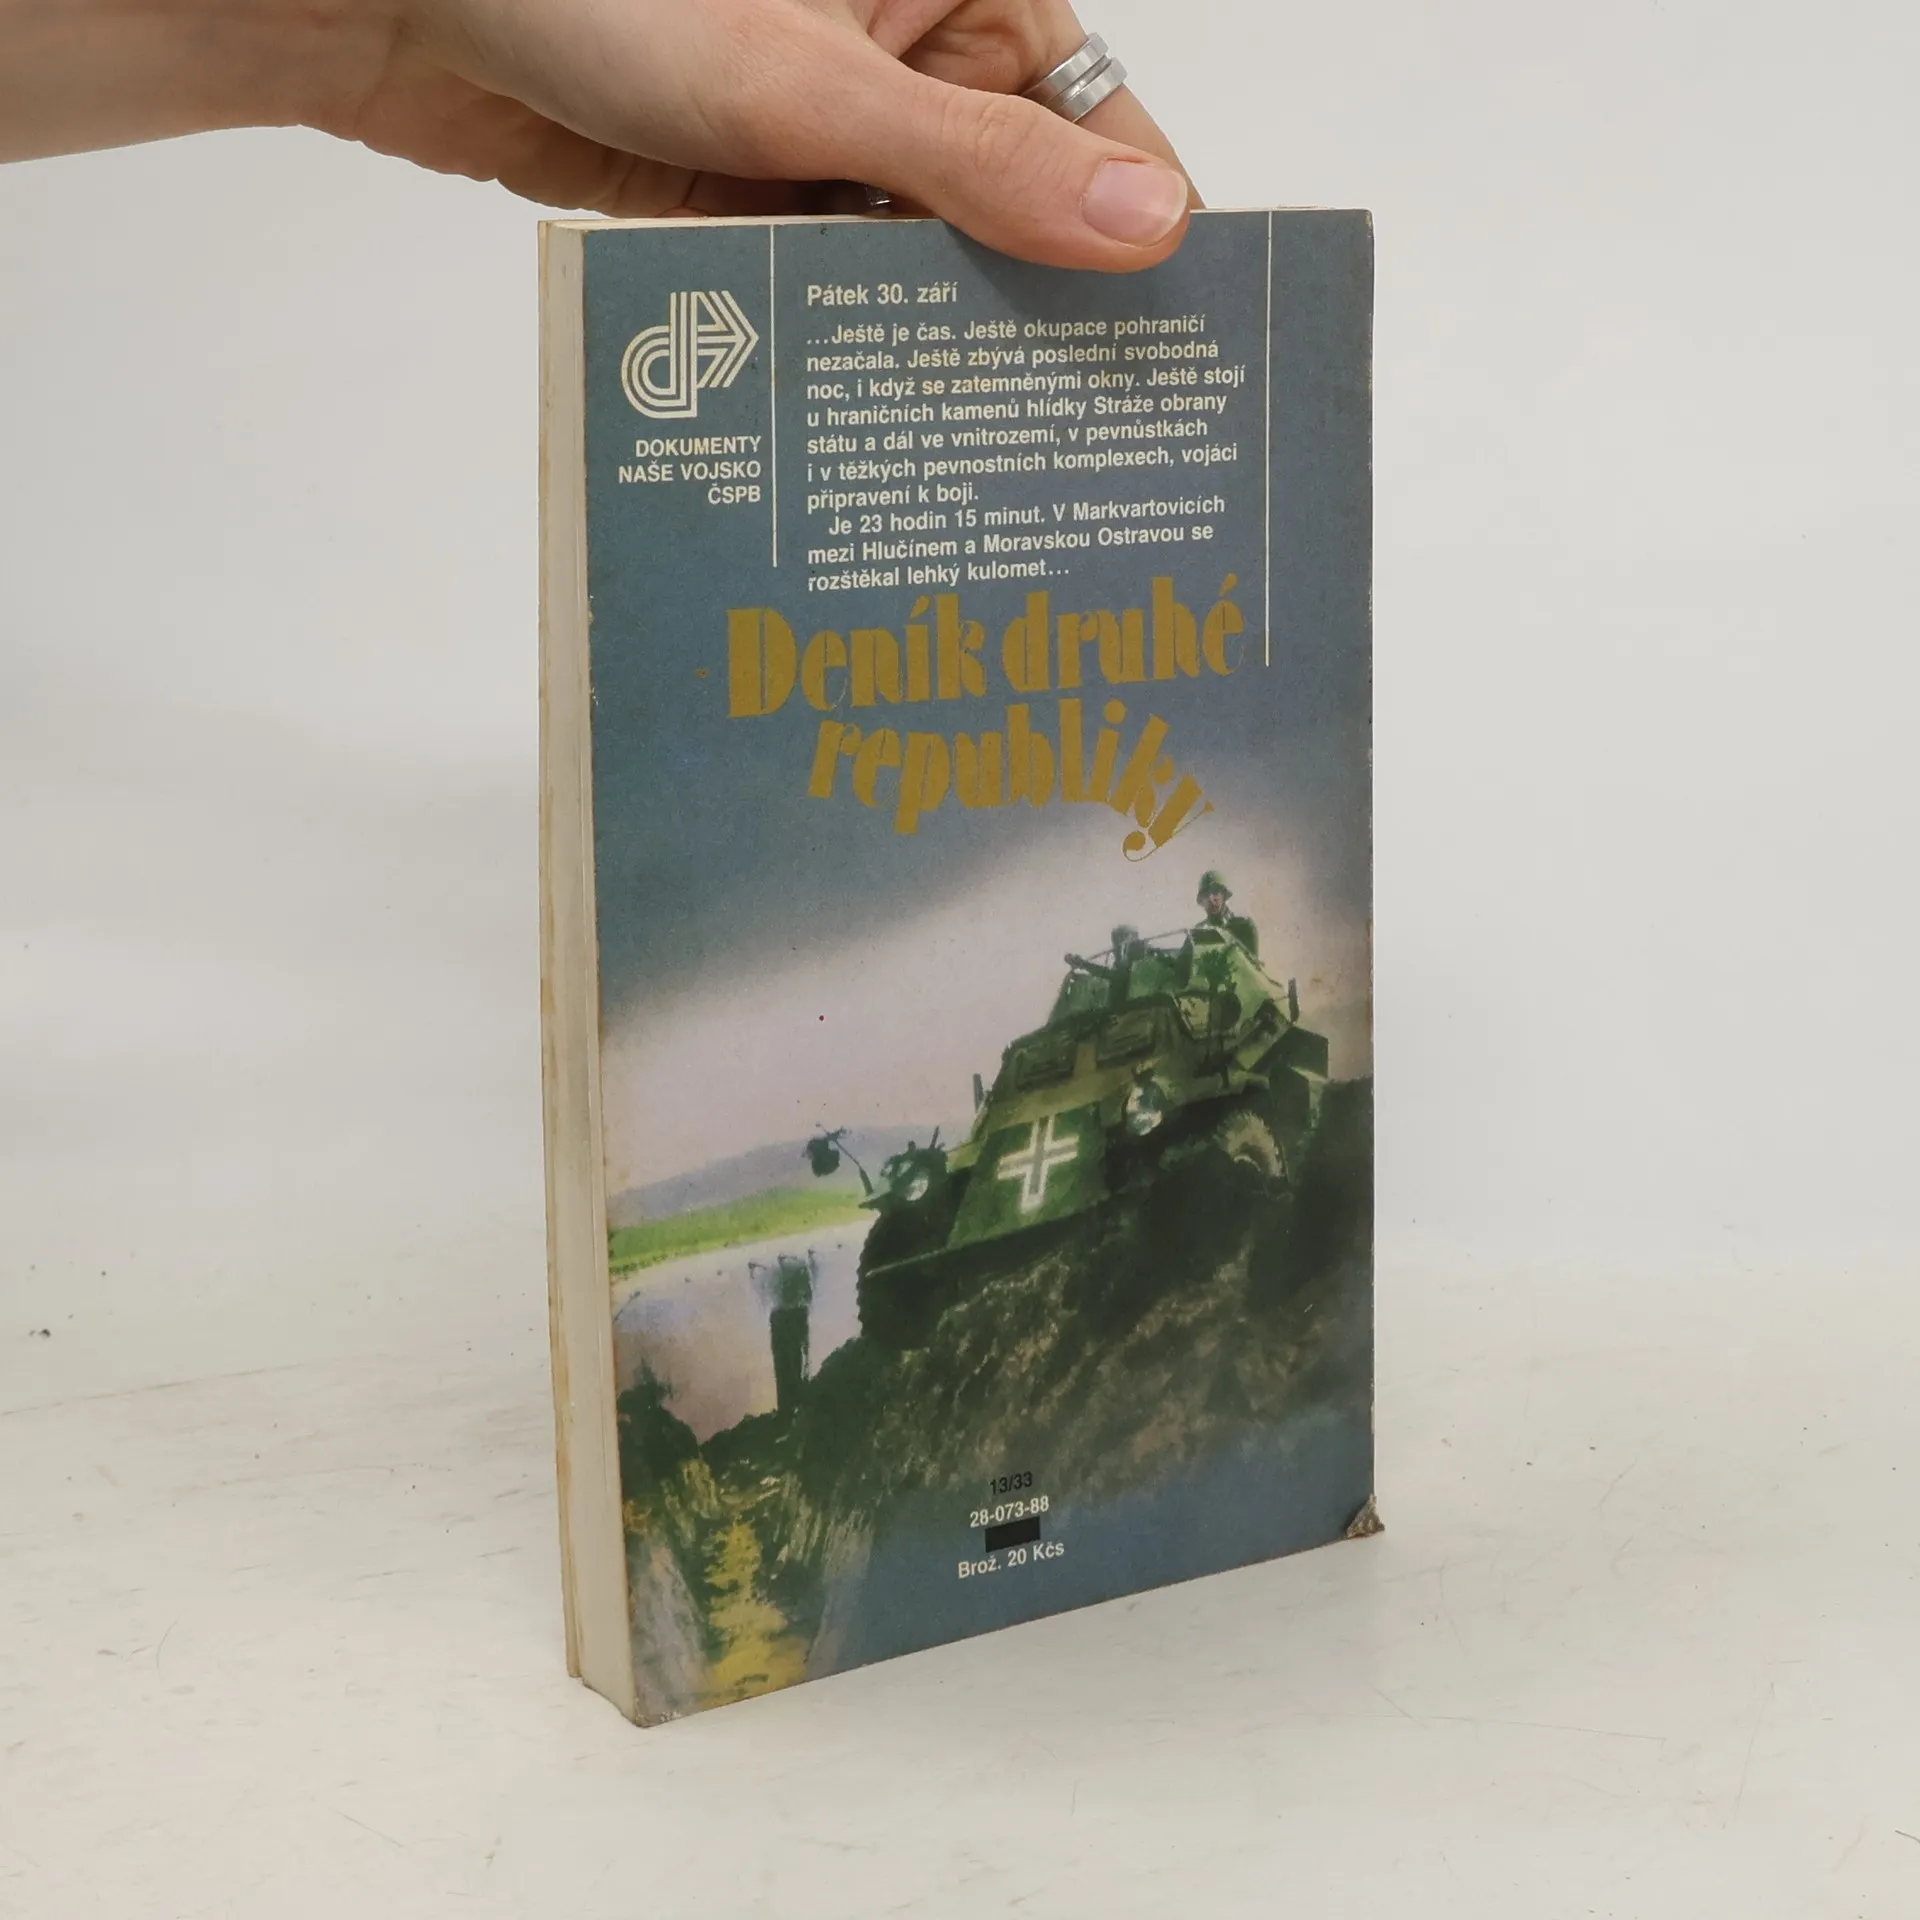 Pátek 30. září
...Ještě je čas. Ještě okupace pohraničí
nezačala. Ještě zbývá poslední svobodná
noc, i když se zatemněnými okny. Ještě stojí
u hraničních kamenů hlídky Stráže obrany
státu a dál ve vnitrozemí, v pevnůstkách
i v těžkých pevnostních komplexech, vojáci
připravení k boji.
Je 23 hodin 15 minut. V Markvartovicích
mezi Hlučínem a Moravskou Ostravou se
rozštěkal lehký kulomet...
DOKUMENTY
NAŠE VOJSKO
ČSPB
Deník druhé
republiky
13/33
28-073-88
Brož. 20 Kčs